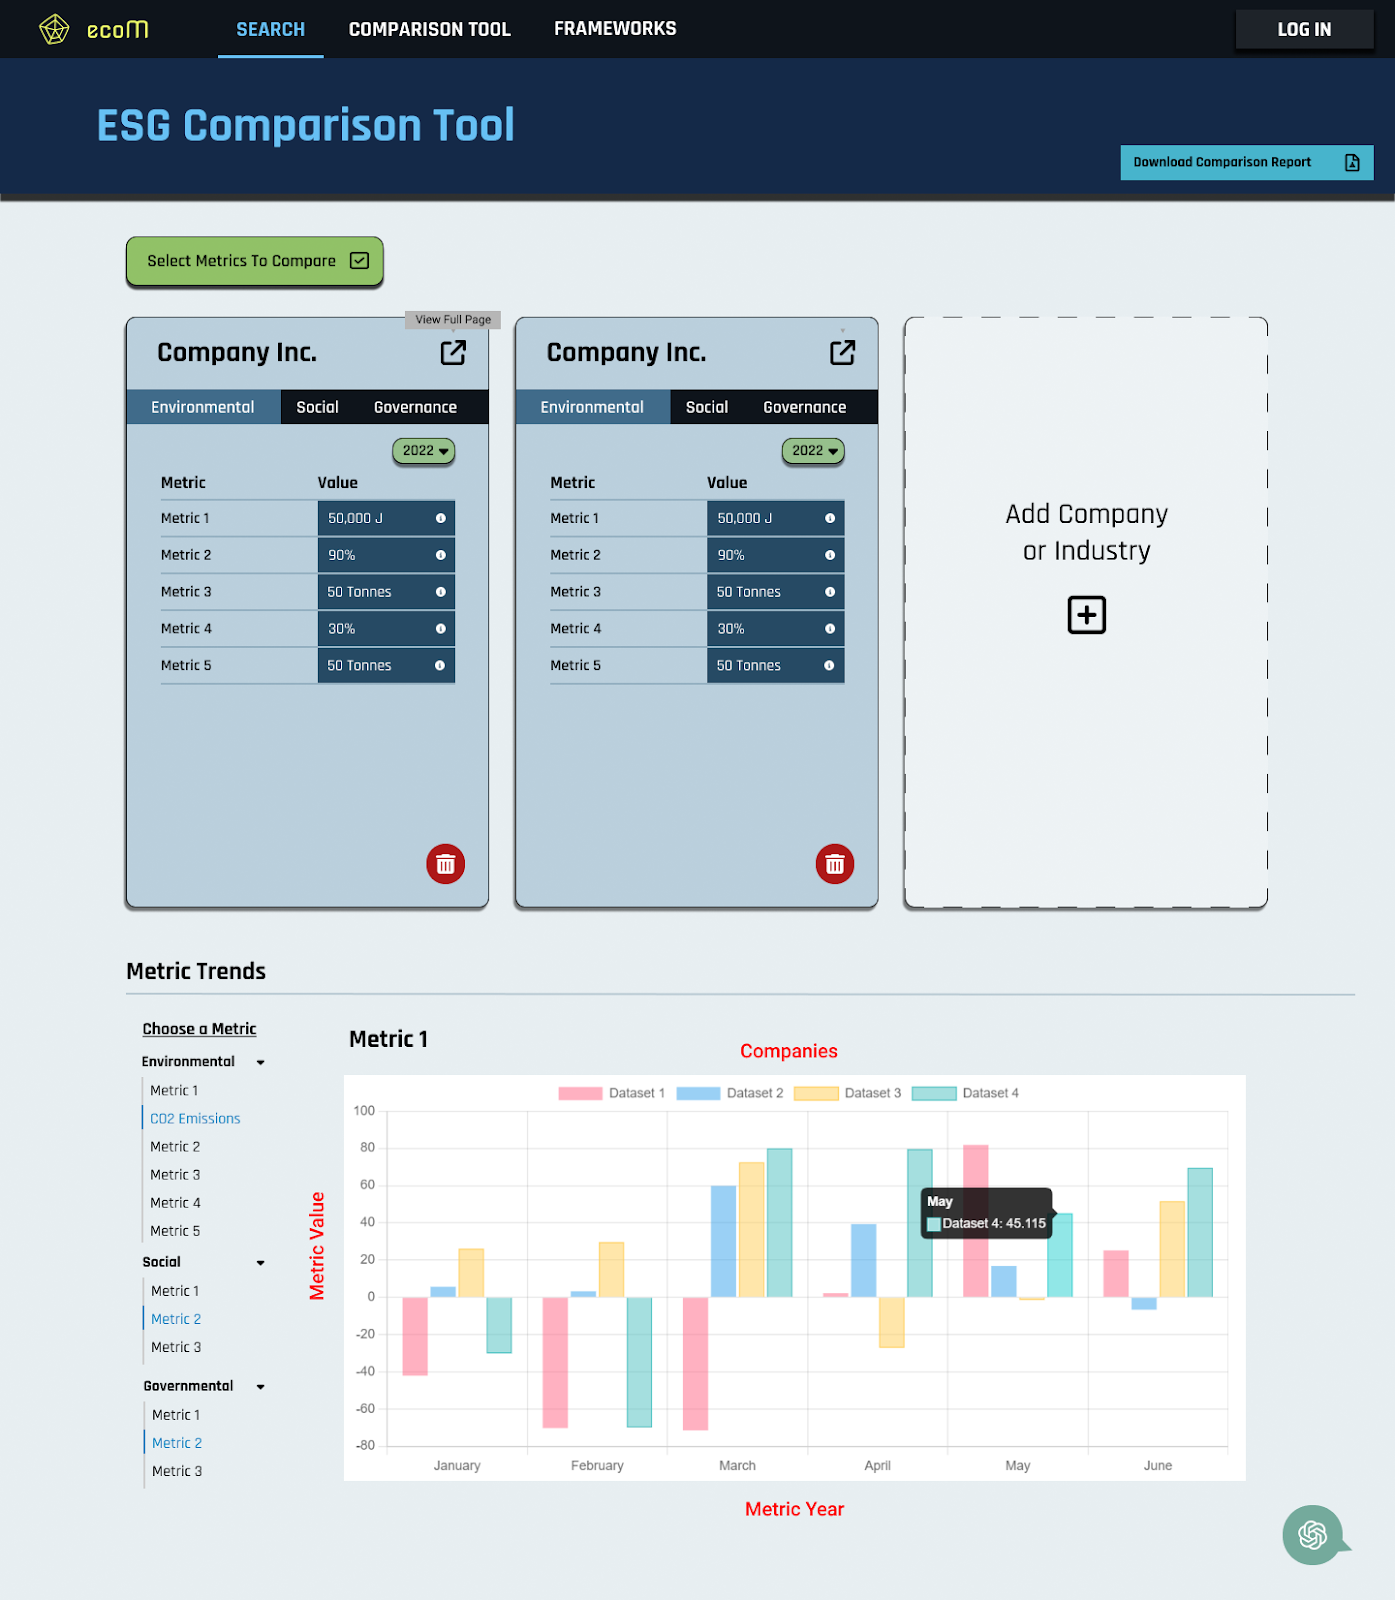 ecoM
SEARCH
COMPARISON TOOL
FRAMEWORKS
LOG IN
ESG Comparison Tool
Download Comparison Report
Select Metrics To Compare
View Full Page
Company Inc.
Environmental Social Governance
2022
Metric Value
Metric 1 50,000 J
Metric 2 90%
Metric 3 50 Tonnes
Metric 4 30%
Metric 5 50 Tonnes
Company Inc.
Environmental Social Governance
2022
Metric Value
Metric 1 50,000 J
Metric 2 90%
Metric 3 50 Tonnes
Metric 4 30%
Metric 5 50 Tonnes
Add Company
or Industry
Metric Trends
Choose a Metric
Environmental
Metric 1
CO2 Emissions
Metric 2
Metric 3
Metric 4
Metric 5
Social
Metric 1
Metric 2
Metric 3
Governmental
Metric 1
Metric 2
Metric 3
Metric 1
Companies
Dataset 1 Dataset 2 Dataset 3 Dataset 4
Metric Value
100
80
60
40
20
0
-20
-40
-60
-80
May
Dataset 4: 45.115
January February March April May June
Metric Year